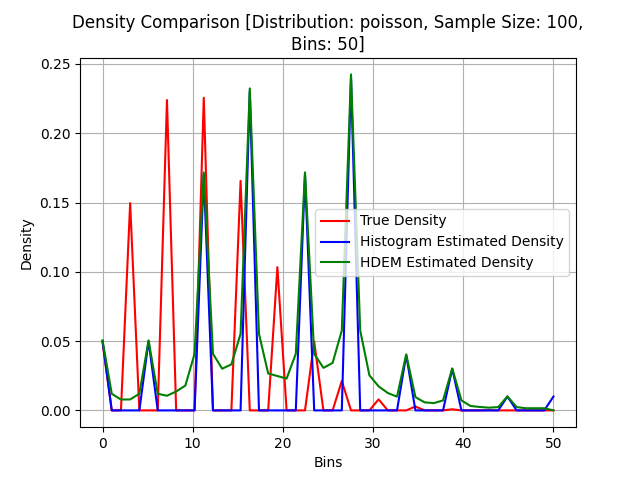 Density Comparison [Distribution: poisson, Sample Size: 100,
Bins: 50]
Density
0.25
0.20
0.15
0.10
0.05
0.00
True Density
Histogram Estimated Density
HDEM Estimated Density
0 10 20 30 40 50
Bins